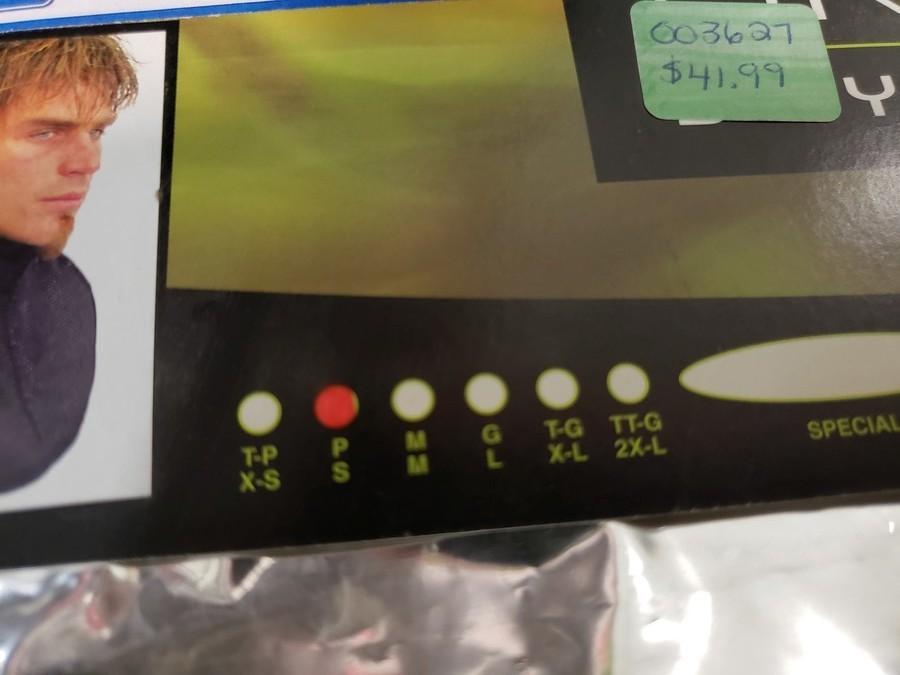 003627
$41.99
Y
T-P
X-S
P
S
M
M
G
L
T-G
X-L
TT-G
2X-L
SPECIAL